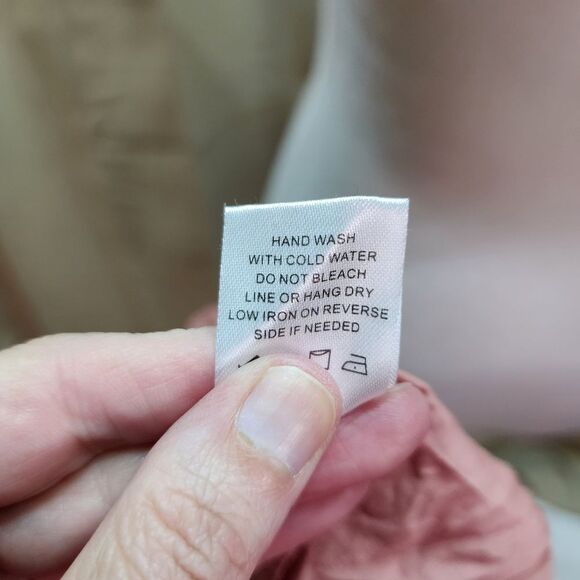 HAND WASH
WITH COLD WATER
DO NOT BLEACH
LINE OR HANG DRY
LOW IRON ON REVERSE
SIDE IF NEEDED